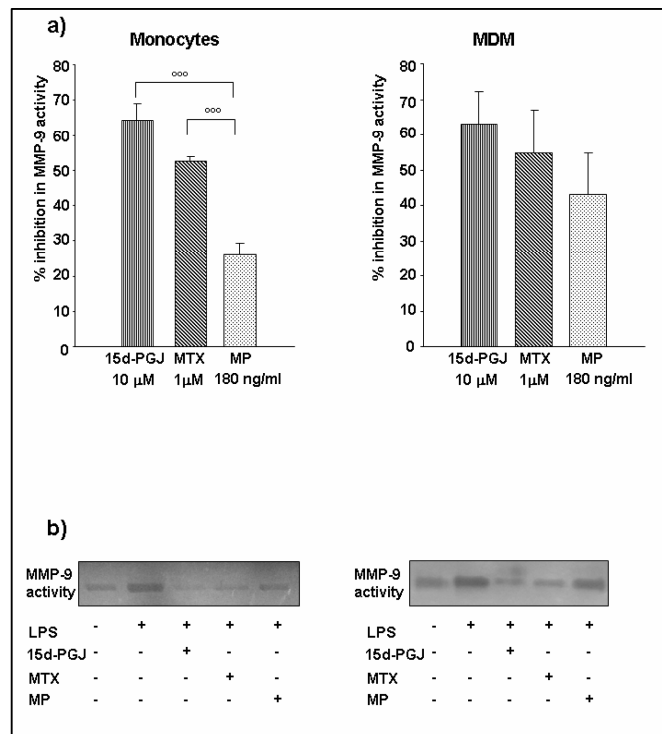 a)
Monocytes
MDM
% inhibition in MMP-9 activity
80
70
60
50
40
30
20
10
0
°°°
°°°
15d-PGJ MTX MP
10 μM 1μM 180 ng/ml
% inhibition in MMP-9 activity
80
70
60
50
40
30
20
10
0
15d-PGJ MTX MP
10 μM 1μM 180 ng/ml
b)
MMP-9
activity
LPS - + + + +
15d-PGJ - - + - -
MTX - - - + -
MP - - - - +
MMP-9
activity
LPS - + + + +
15d-PGJ - - + - -
MTX - - - + -
MP - - - - +